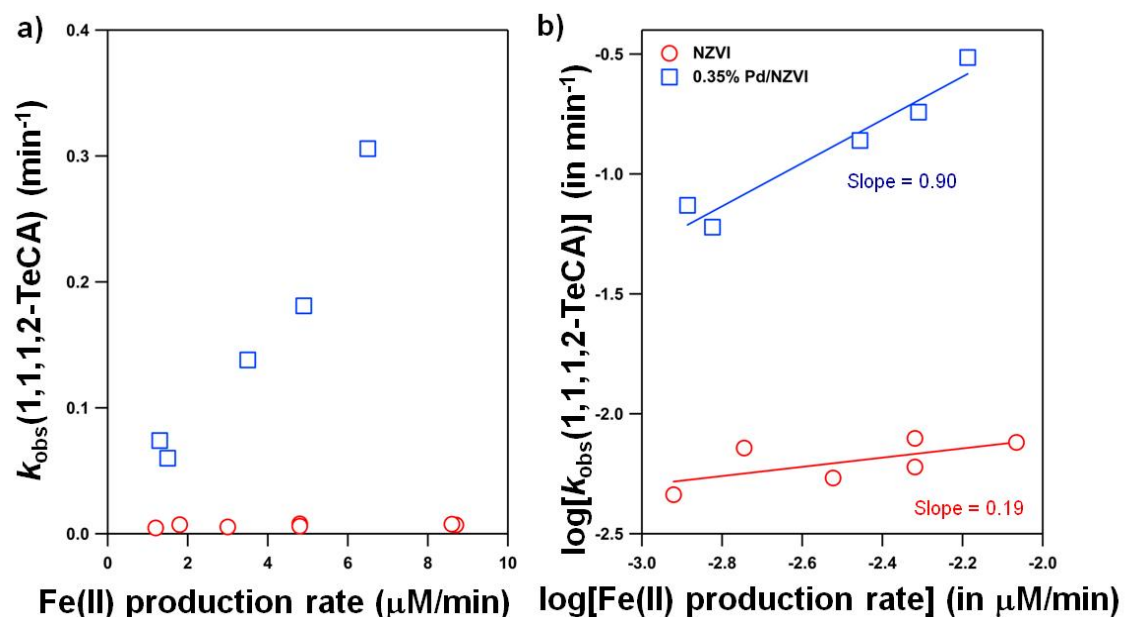 a)
k_obs(1,1,1,2-TeCA) (min⁻¹)
0.4
0.3
0.2
0.1
0.0
0 2 4 6 8 10
Fe(II) production rate (μM/min)
b)
log[k_obs(1,1,1,2-TeCA)] (in min⁻¹)
NZVI
0.35% Pd/NZVI
-0.5
-1.0
-1.5
-2.0
-2.5
Slope = 0.90
Slope = 0.19
-3.0 -2.8 -2.6 -2.4 -2.2 -2.0
log[Fe(II) production rate] (in μM/min)